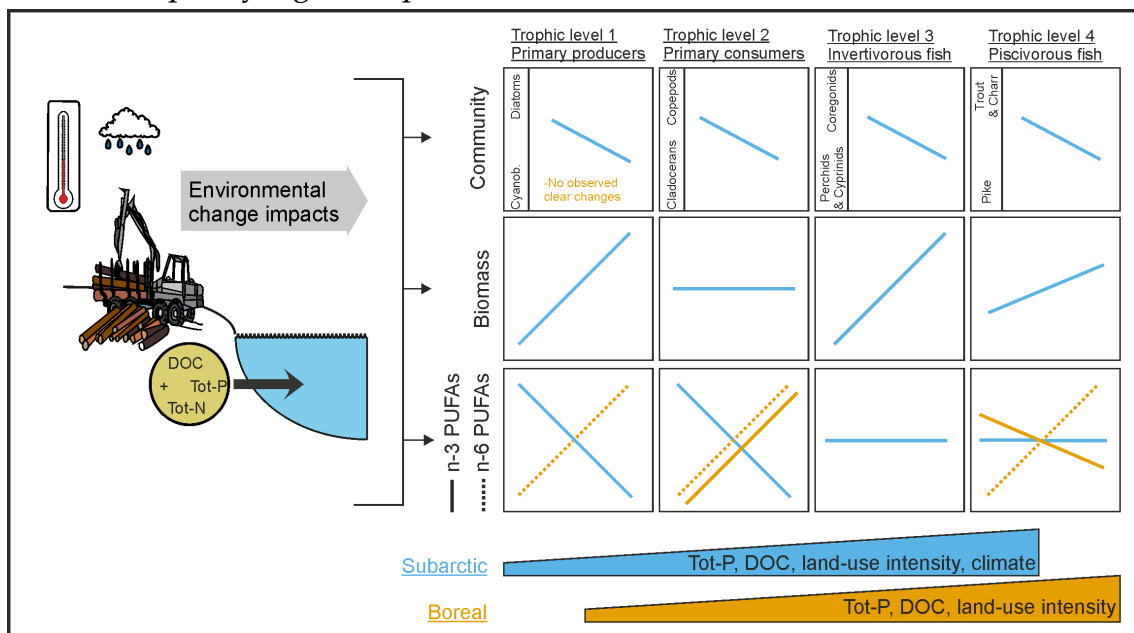 Trophic level 1
Primary producers
Trophic level 2
Primary consumers
Trophic level 3
Invertivorous fish
Trophic level 4
Piscivorous fish
Environmental
change impacts
DOC
+ Tot-P
Tot-N
Community
Diatoms
Cyanob.
-No observed
clear changes
Copepods
Cladocerans
Coregonids
Perchids
& Cyprinids
Trout
& Charr
Pike
Biomass
n-3 PUFAs
n-6 PUFAs
Subarctic
Tot-P, DOC, land-use intensity, climate
Boreal
Tot-P, DOC, land-use intensity